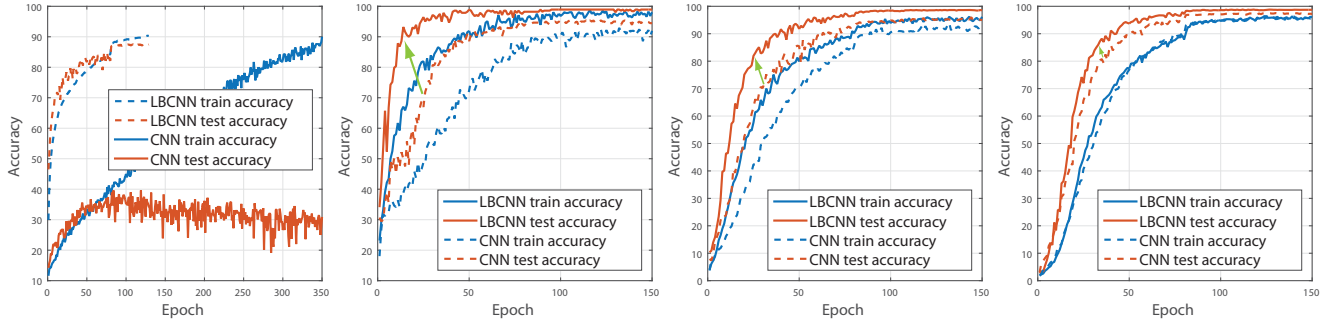 100
90
80
70
60
50
40
30
20
10
Accuracy
LBCNN train accuracy
LBCNN test accuracy
CNN train accuracy
CNN test accuracy
0 50 100 150 200 250 300 350
Epoch
100
90
80
70
60
50
40
30
20
10
Accuracy
LBCNN train accuracy
LBCNN test accuracy
CNN train accuracy
CNN test accuracy
0 50 100 150
Epoch
100
90
80
70
60
50
40
30
20
10
0
Accuracy
LBCNN train accuracy
LBCNN test accuracy
CNN train accuracy
CNN test accuracy
0 50 100 150
Epoch
100
90
80
70
60
50
40
30
20
10
0
Accuracy
LBCNN train accuracy
LBCNN test accuracy
CNN train accuracy
CNN test accuracy
0 50 100 150
Epoch